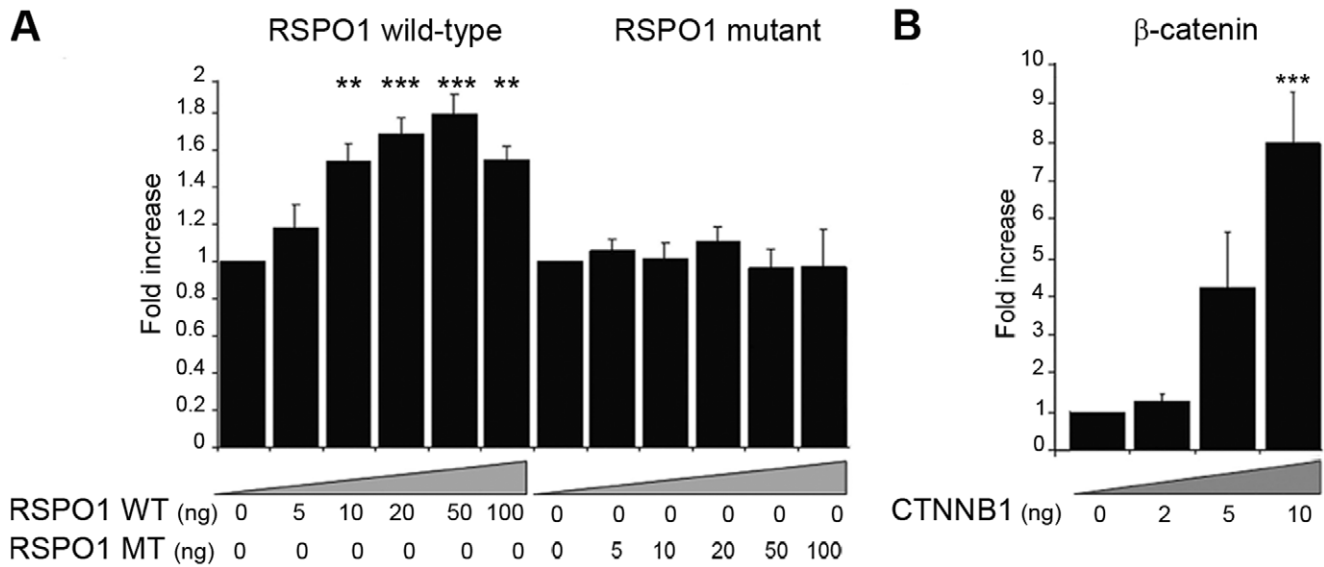 A
RSPO1 wild-type
RSPO1 mutant
Fold increase
2
1.8
1.6
1.4
1.2
1
0.8
0.6
0.4
0.2
0
** *** *** **
RSPO1 WT (ng) 0 5 10 20 50 100 0 0 0 0 0 0
RSPO1 MT (ng) 0 0 0 0 0 0 0 5 10 20 50 100
B
β-catenin
Fold increase
10
9
8
7
6
5
4
3
2
1
0
***
CTNNB1 (ng) 0 2 5 10